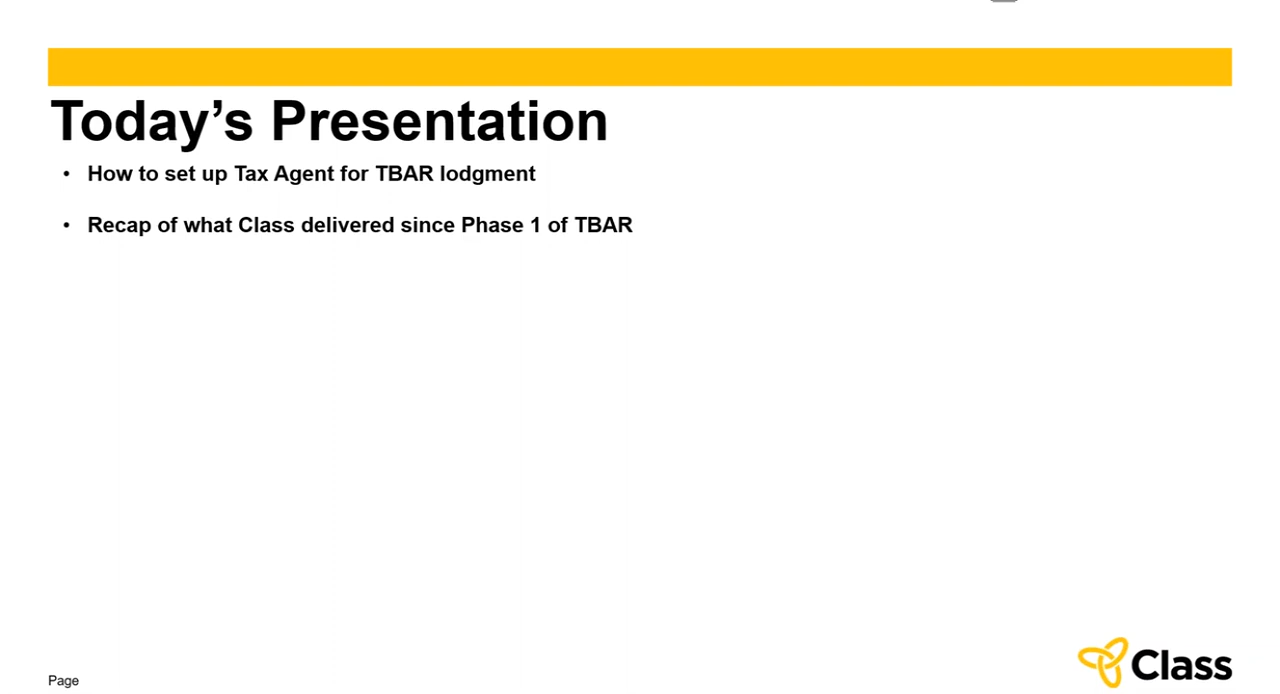 Today’s Presentation
• How to set up Tax Agent for TBAR lodgment
• Recap of what Class delivered since Phase 1 of TBAR
Page
Class